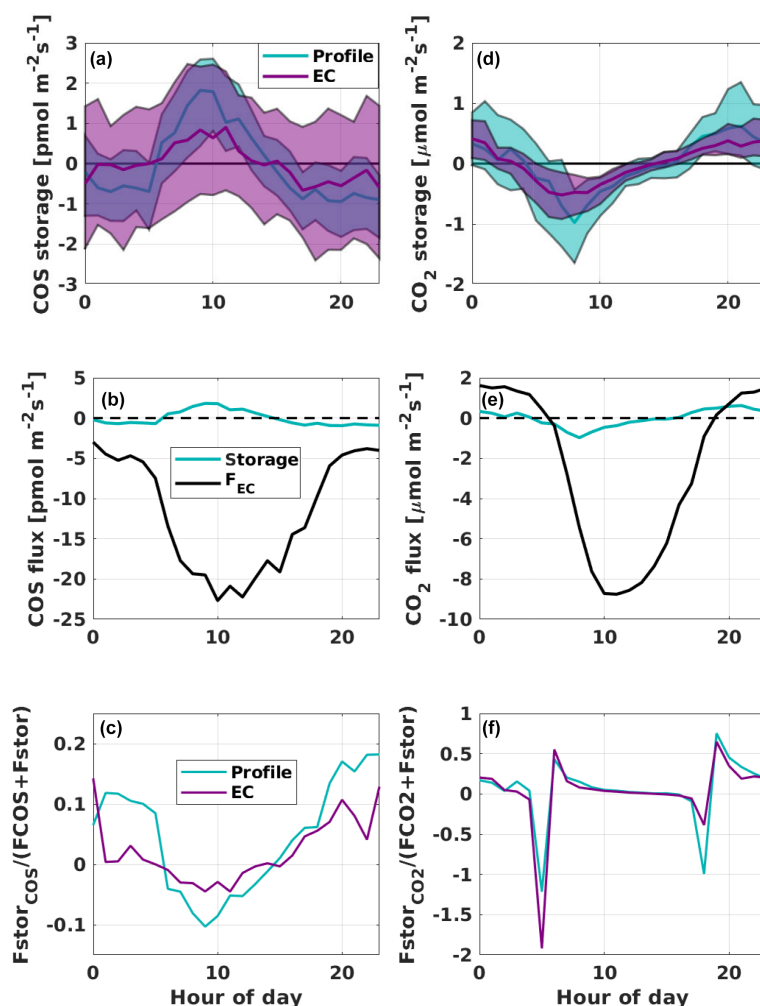 (a)
Profile
EC
COS storage [pmol m⁻²s⁻¹]
3
2
1
0
-1
-2
-3
0 10 20
(d)
CO₂ storage [μmol m⁻²s⁻¹]
2
1
0
-1
-2
0 10 20
(b)
Storage
F_EC
COS flux [pmol m⁻²s⁻¹]
5
0
-5
-10
-15
-20
-25
0 10 20
(e)
CO₂ flux [μmol m⁻²s⁻¹]
2
0
-2
-4
-6
-8
-10
0 10 20
(c)
Profile
EC
Fstor_COS/(FCOS+Fstor)
0.2
0.1
0
-0.1
0 10 20
Hour of day
(f)
Fstor_CO2/(FCO2+Fstor)
1
0.5
0
-0.5
-1
-1.5
-2
0 10 20
Hour of day